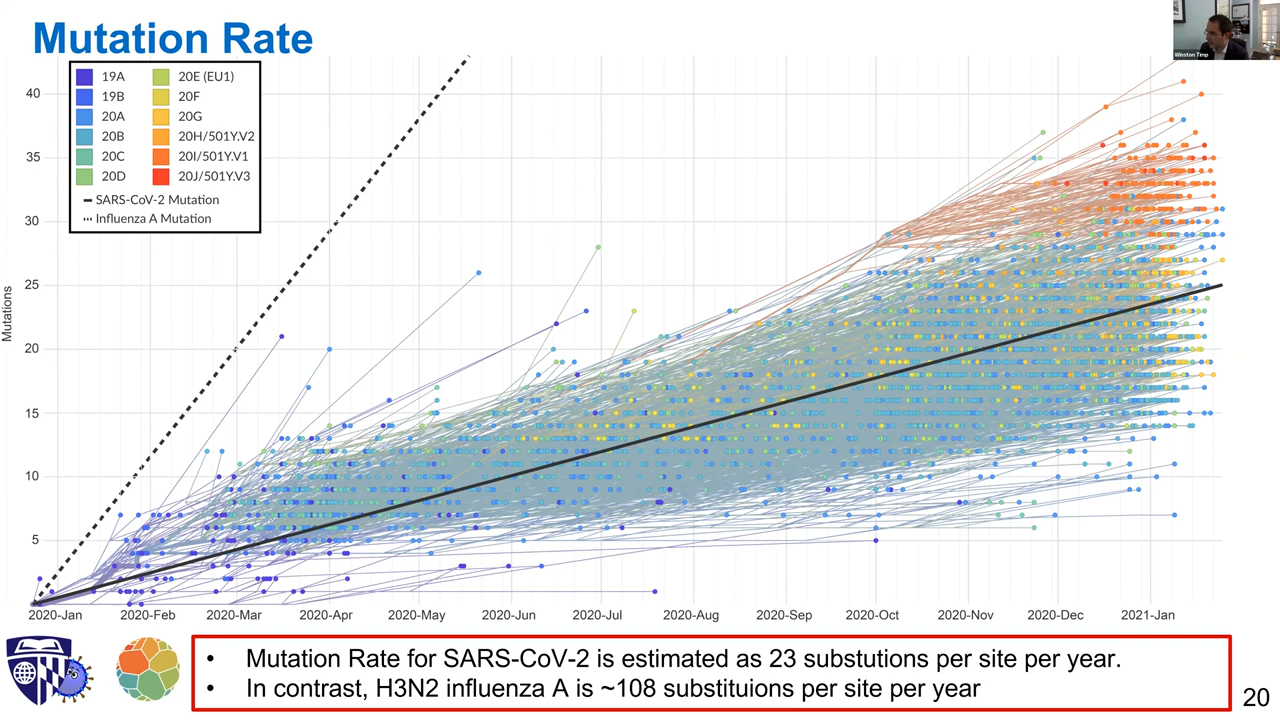 Mutation Rate
Winston Timp
19A
19B
20A
20B
20C
20D
20E (EU1)
20F
20G
20H/501Y.V2
20I/501Y.V1
20J/501Y.V3
SARS-CoV-2 Mutation
Influenza A Mutation
Mutations
40
35
30
25
20
15
10
5
2020-Jan 2020-Feb 2020-Mar 2020-Apr 2020-May 2020-Jun 2020-Jul 2020-Aug 2020-Sep 2020-Oct 2020-Nov 2020-Dec 2021-Jan
• Mutation Rate for SARS-CoV-2 is estimated as 23 substutions per site per year.
• In contrast, H3N2 influenza A is ~108 substituions per site per year
20